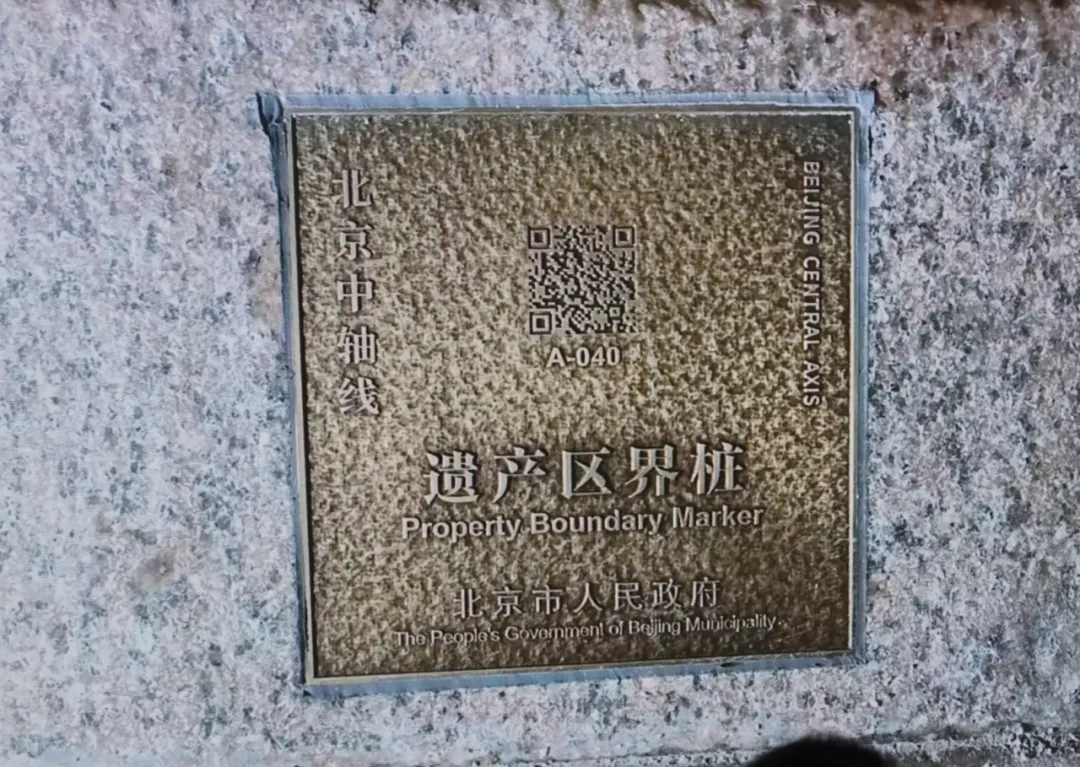 北京中轴线
BEIJING CENTRAL AXIS
A-040
遗产区界桩
Property Boundary Marker
北京市人民政府
The People's Government of Beijing Municipality